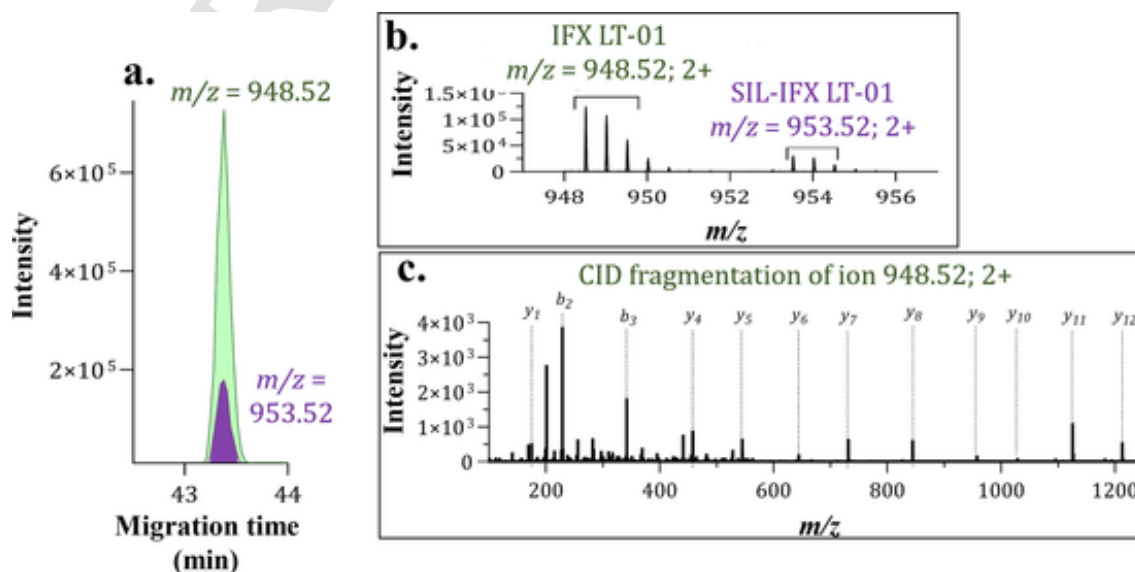 a.
m/z = 948.52
6×10⁵
4×10⁵
2×10⁵
Intensity
m/z =
953.52
43
44
Migration time
(min)
b.
IFX LT-01
m/z = 948.52; 2+
SIL-IFX LT-01
m/z = 953.52; 2+
1×10⁵
5×10⁴
0
Intensity
948
950
952
954
956
m/z
c.
CID fragmentation of ion 948.52; 2+
y₁
b₂
b₃
y₄
y₅
y₆
y₇
y₈
y₉
y₁₀
y₁₁
y₁₂
4×10³
3×10³
2×10³
1×10³
0
Intensity
200
400
600
800
1000
1200
m/z